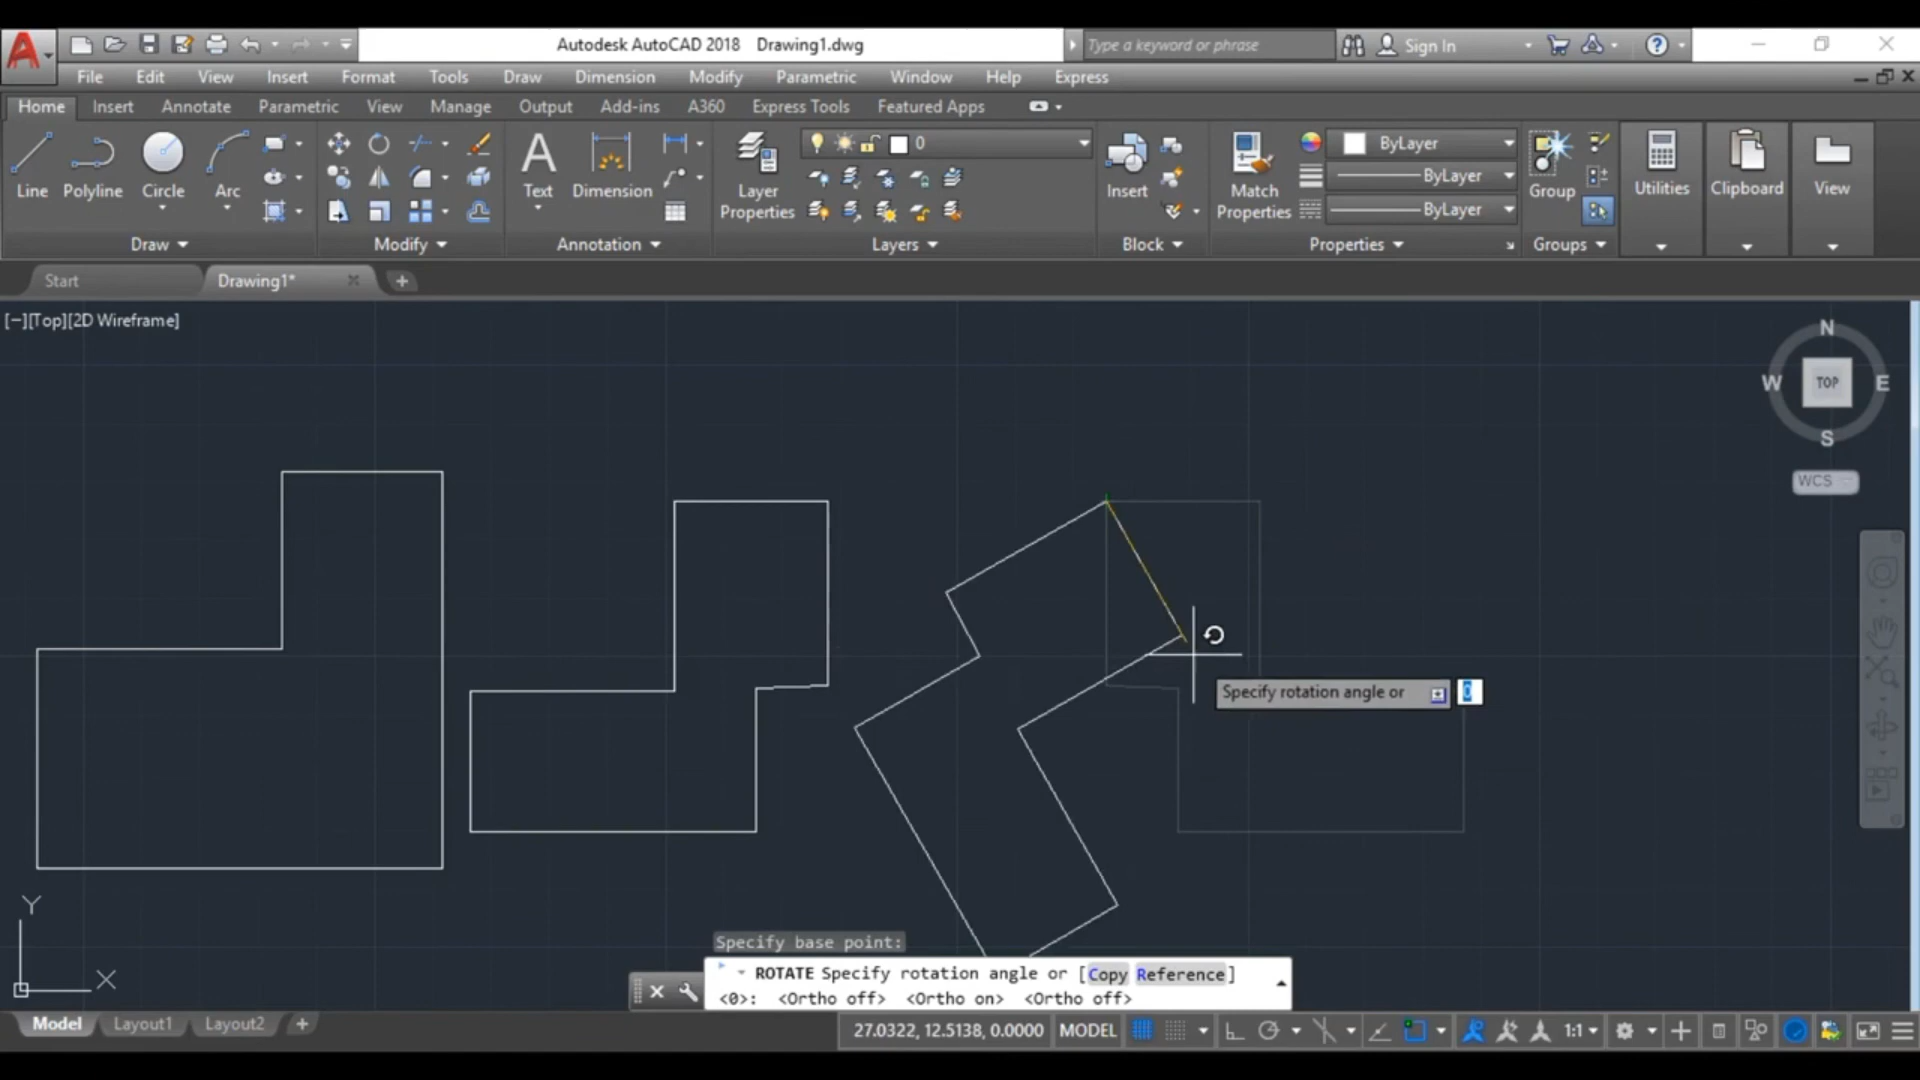 Autodesk AutoCAD 2018 Drawing1.dwg
Type a keyword or phrase
Sign In
File Edit View Insert Format Tools Draw Dimension Modify Parametric Window Help Express
Home Insert Annotate Parametric View Manage Output Add-ins A360 Express Tools Featured Apps
Line Polyline Circle Arc
Text Dimension
Layer Properties
0
Insert
Match Properties
ByLayer
ByLayer
ByLayer
Group
Utilities
Clipboard
View
Draw Modify Annotation Layers Block Properties Groups
Start Drawing1*
[−][Top][2D Wireframe]
N
W TOP E
S
WCS
Specify rotation angle or 0
Y
X
Specify base point:
ROTATE Specify rotation angle or [Copy Reference]
<0>: <Ortho off> <Ortho on> <Ortho off>
Model Layout1 Layout2
27.0322, 12.5138, 0.0000 MODEL 1:1